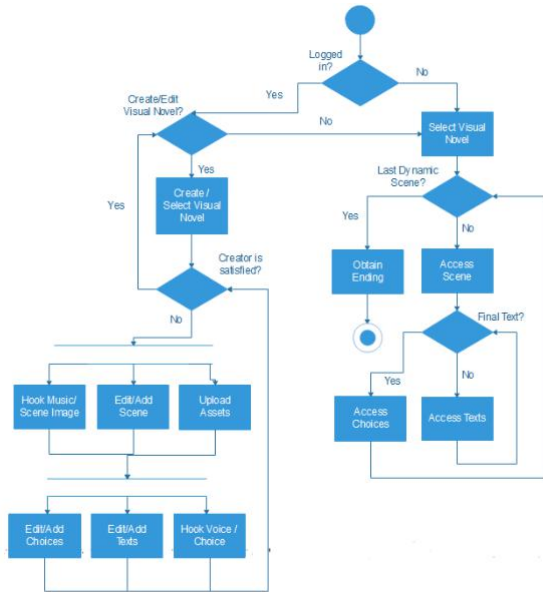 Logged
in?
No
Yes
Create/Edit
Visual Novel?
No
Select Visual
Novel
Yes
Last Dynamic
Scene?
Create /
Select Visual
Novel
Yes
Yes
No
Creator is
satisfied?
Obtain
Ending
Access
Scene
No
Final Text?
Hook Music/
Scene Image
Edit/Add
Scene
Upload
Assets
Yes
No
Access
Choices
Access Texts
Edit/Add
Choices
Edit/Add
Texts
Hook Voice /
Choice